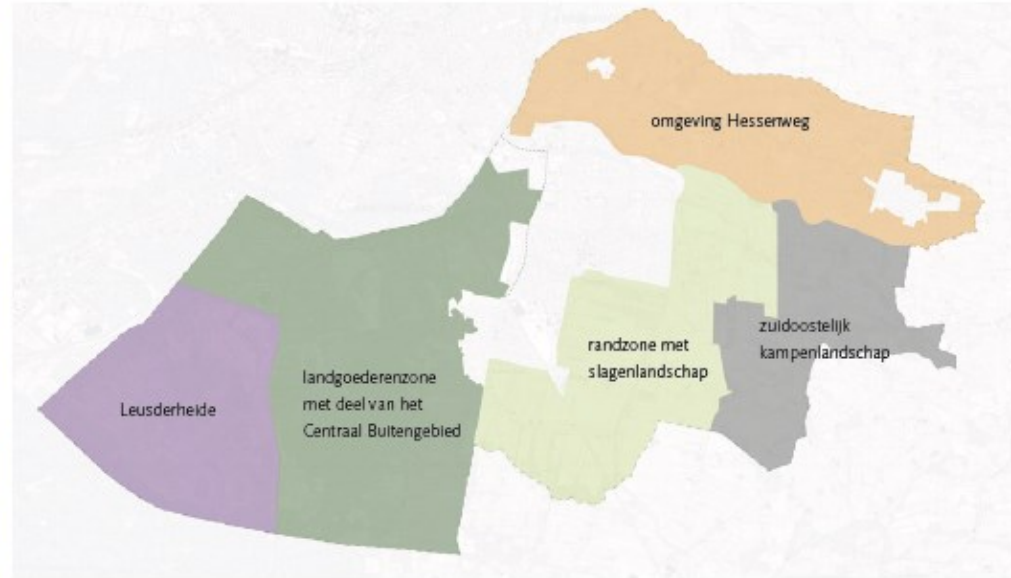 omgeving Hessenweg
zuidoostelijk
kampenlandschap
randzone met
slagenlandschap
landgoederenzone
met deel van het
Centraal Buitengebied
Leusderheide